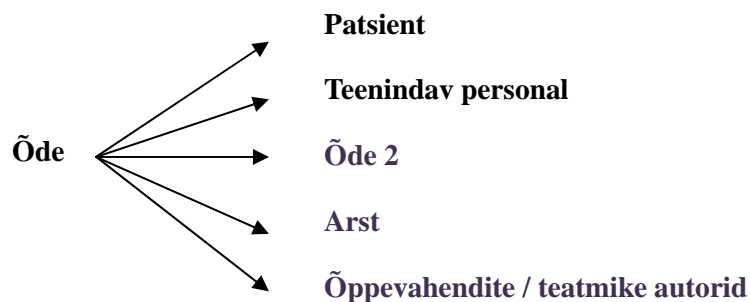 Patsient
Teenindav personal
Õde
Õde 2
Arst
Õppevahendite / teatmike autorid